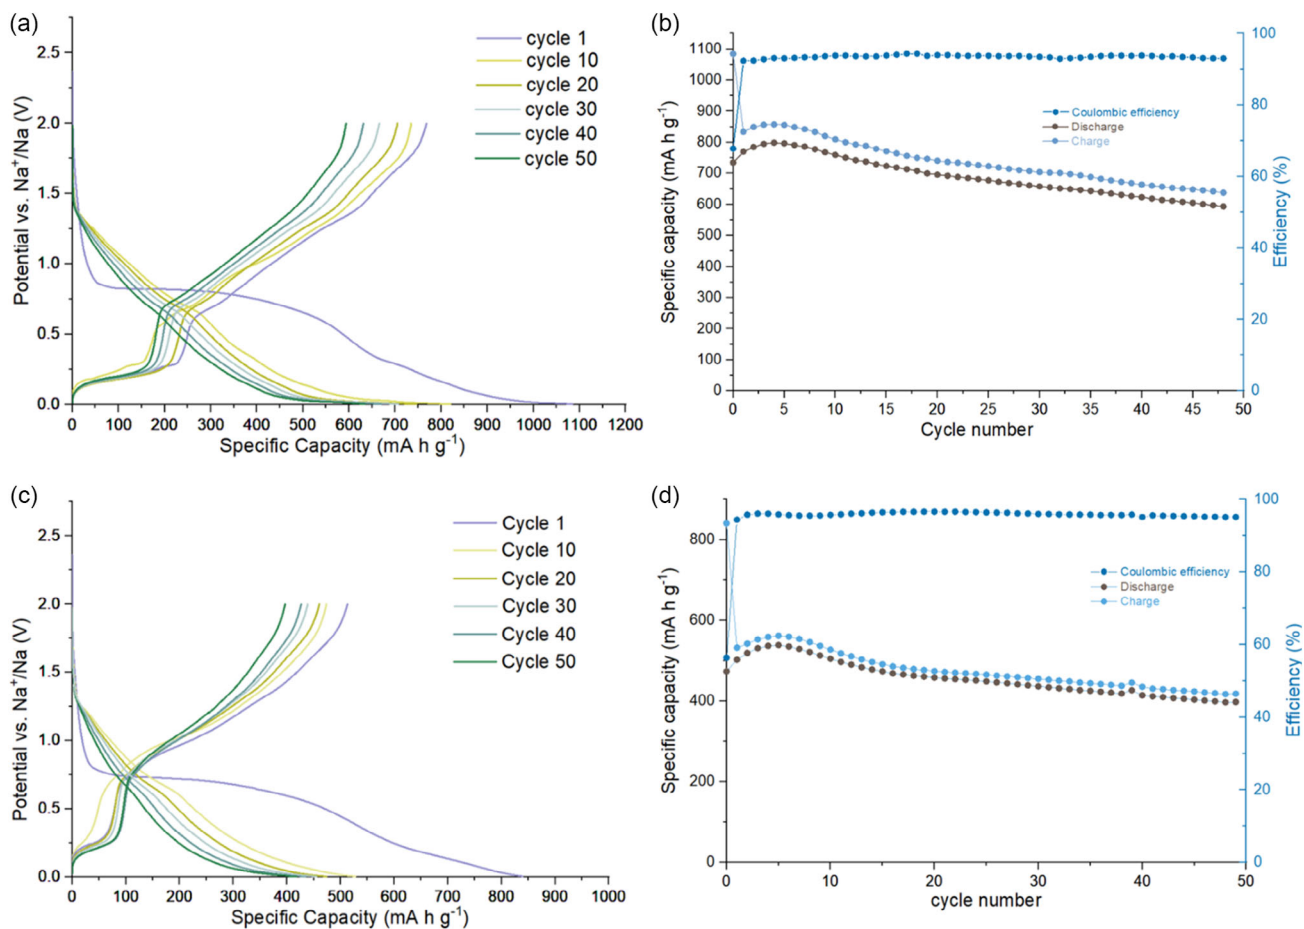 (a)
2.5
2.0
1.5
1.0
0.5
0.0
Potential vs. Na⁺/Na (V)
cycle 1
cycle 10
cycle 20
cycle 30
cycle 40
cycle 50
0 100 200 300 400 500 600 700 800 900 1000 1100 1200
Specific Capacity (mA h g⁻¹)
(b)
1100
1000
900
800
700
600
500
400
300
200
100
0
Specific capacity (mA h g⁻¹)
Coulombic efficiency
Discharge
Charge
100
80
60
40
20
0
Efficiency (%)
0 5 10 15 20 25 30 35 40 45 50
Cycle number
(c)
2.5
2.0
1.5
1.0
0.5
0.0
Potential vs. Na⁺/Na (V)
Cycle 1
Cycle 10
Cycle 20
Cycle 30
Cycle 40
Cycle 50
0 100 200 300 400 500 600 700 800 900 1000
Specific Capacity (mA h g⁻¹)
(d)
800
600
400
200
0
Specific capacity (mA h g⁻¹)
Coulombic efficiency
Discharge
Charge
100
80
60
40
20
0
Efficiency (%)
0 10 20 30 40 50
cycle number